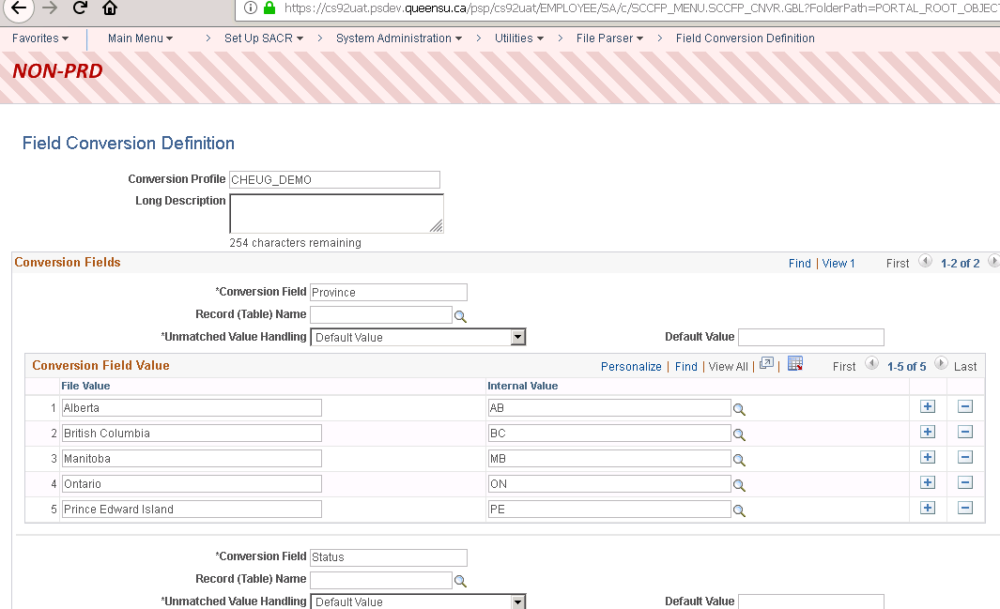 https://cs92uat.psdev.queensu.ca/psp/cs92uat/EMPLOYEE/SA/c/SCCFP_MENU.SCCFP_CNVR.GBL?FolderPath=PORTAL_ROOT_OBJECT
Favorites Main Menu > Set Up SACR > System Administration > Utilities > File Parser > Field Conversion Definition
NON-PRD
Field Conversion Definition
Conversion Profile CHEUG_DEMO
Long Description
254 characters remaining
Conversion Fields Find | View 1 First 1-2 of 2
*Conversion Field Province
Record (Table) Name
*Unmatched Value Handling Default Value Default Value
Conversion Field Value Personalize | Find | View All | | First 1-5 of 5 Last
File Value Internal Value
1 Alberta AB
2 British Columbia BC
3 Manitoba MB
4 Ontario ON
5 Prince Edward Island PE
*Conversion Field Status
Record (Table) Name
*Unmatched Value Handling Default Value Default Value